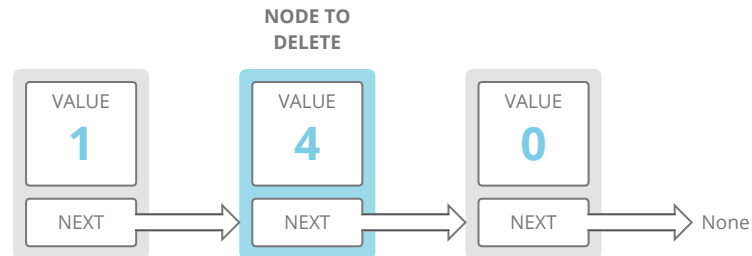 NODE TO
DELETE
VALUE VALUE VALUE
1 4 0
NEXT NEXT NEXT None